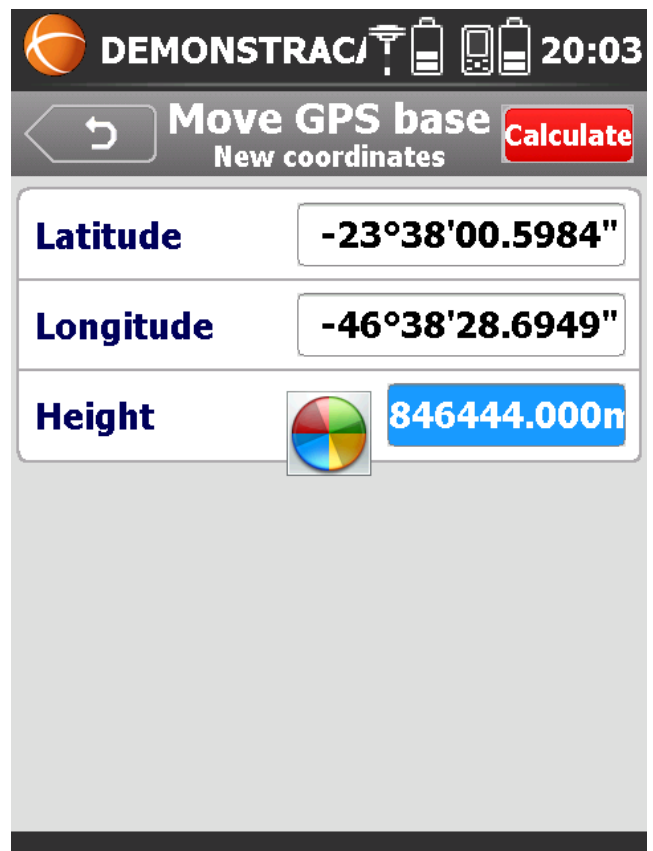 DEMONSTRACA 20:03
Move GPS base
New coordinates
Calculate
Latitude -23°38'00.5984"
Longitude -46°38'28.6949"
Height 846444.000m